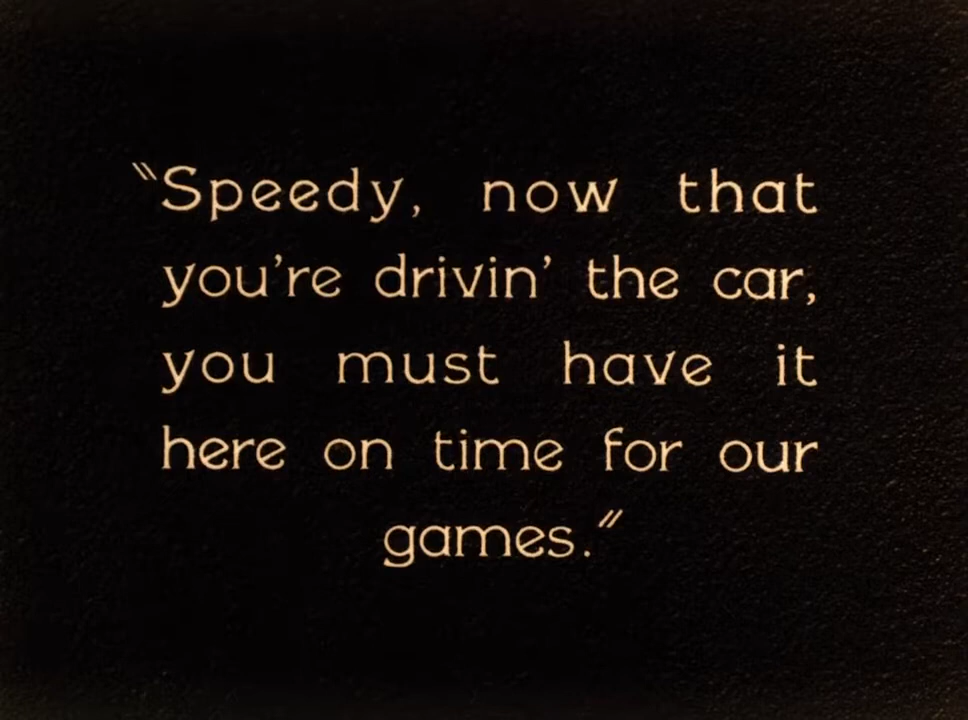 "Speedy, now that
you're drivin' the car,
you must have it
here on time for our
games."